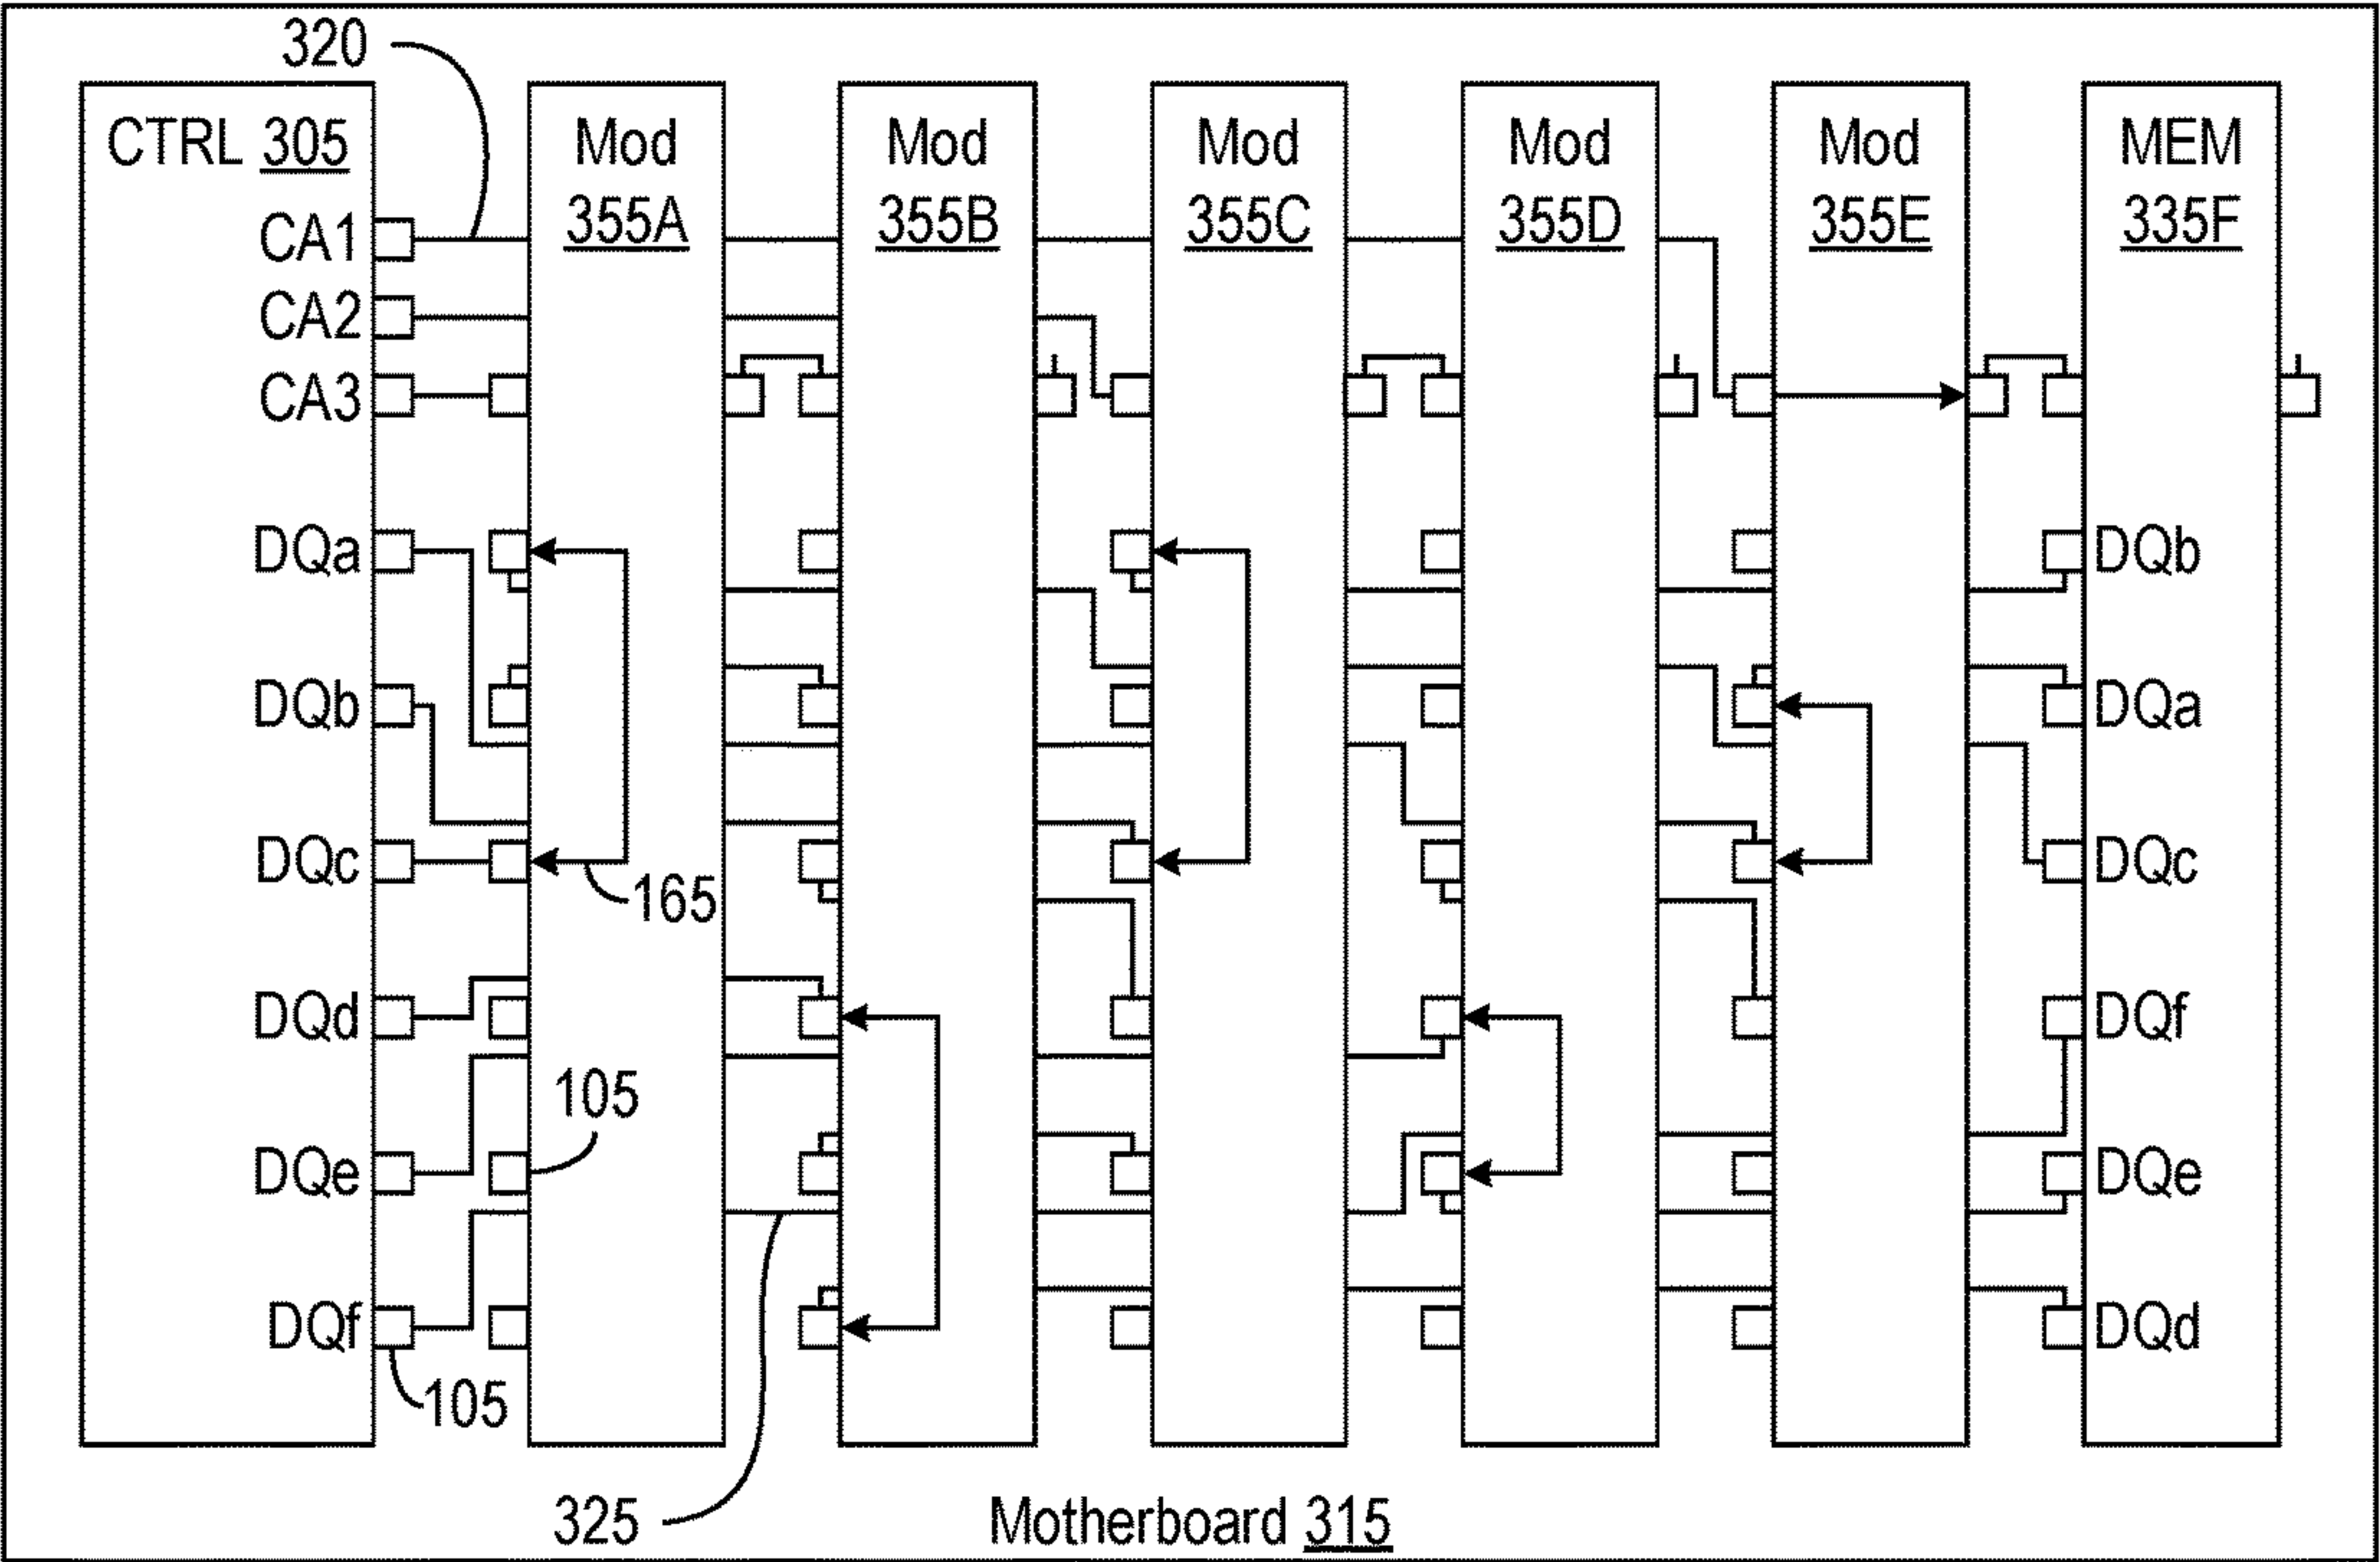 320
CTRL 305
Mod
355A
Mod
355B
Mod
355C
Mod
355D
Mod
355E
MEM
335F
CA1
CA2
CA3
DQa
DQb
DQc
DQd
DQe
DQf
165
105
105
325
DQb
DQa
DQc
DQf
DQe
DQd
Motherboard 315